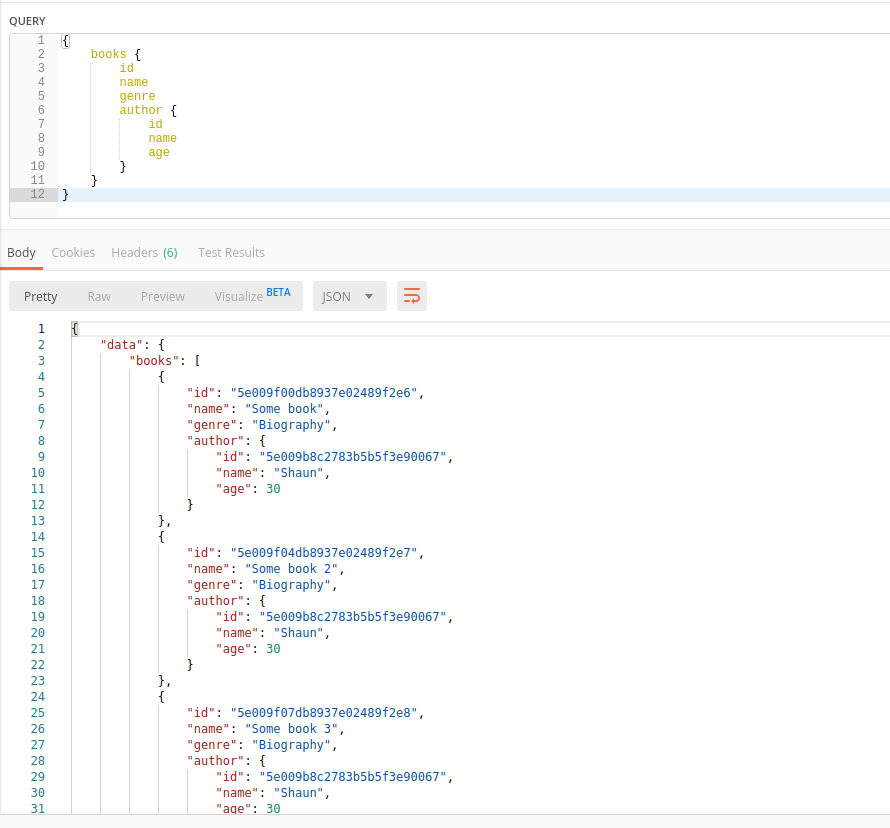 QUERY
1 {
2     books {
3         id
4         name
5         genre
6         author {
7             id
8             name
9             age
10         }
11     }
12 }
Body Cookies Headers (6) Test Results
Pretty Raw Preview Visualize BETA JSON
1 {
2     "data": {
3         "books": [
4             {
5                 "id": "5e009f00db8937e02489f2e6",
6                 "name": "Some book",
7                 "genre": "Biography",
8                 "author": {
9                     "id": "5e009b8c2783b5b5f3e90067",
10                     "name": "Shaun",
11                     "age": 30
12                 }
13             },
14             {
15                 "id": "5e009f04db8937e02489f2e7",
16                 "name": "Some book 2",
17                 "genre": "Biography",
18                 "author": {
19                     "id": "5e009b8c2783b5b5f3e90067",
20                     "name": "Shaun",
21                     "age": 30
22                 }
23             },
24             {
25                 "id": "5e009f07db8937e02489f2e8",
26                 "name": "Some book 3",
27                 "genre": "Biography",
28                 "author": {
29                     "id": "5e009b8c2783b5b5f3e90067",
30                     "name": "Shaun",
31                     "age": 30